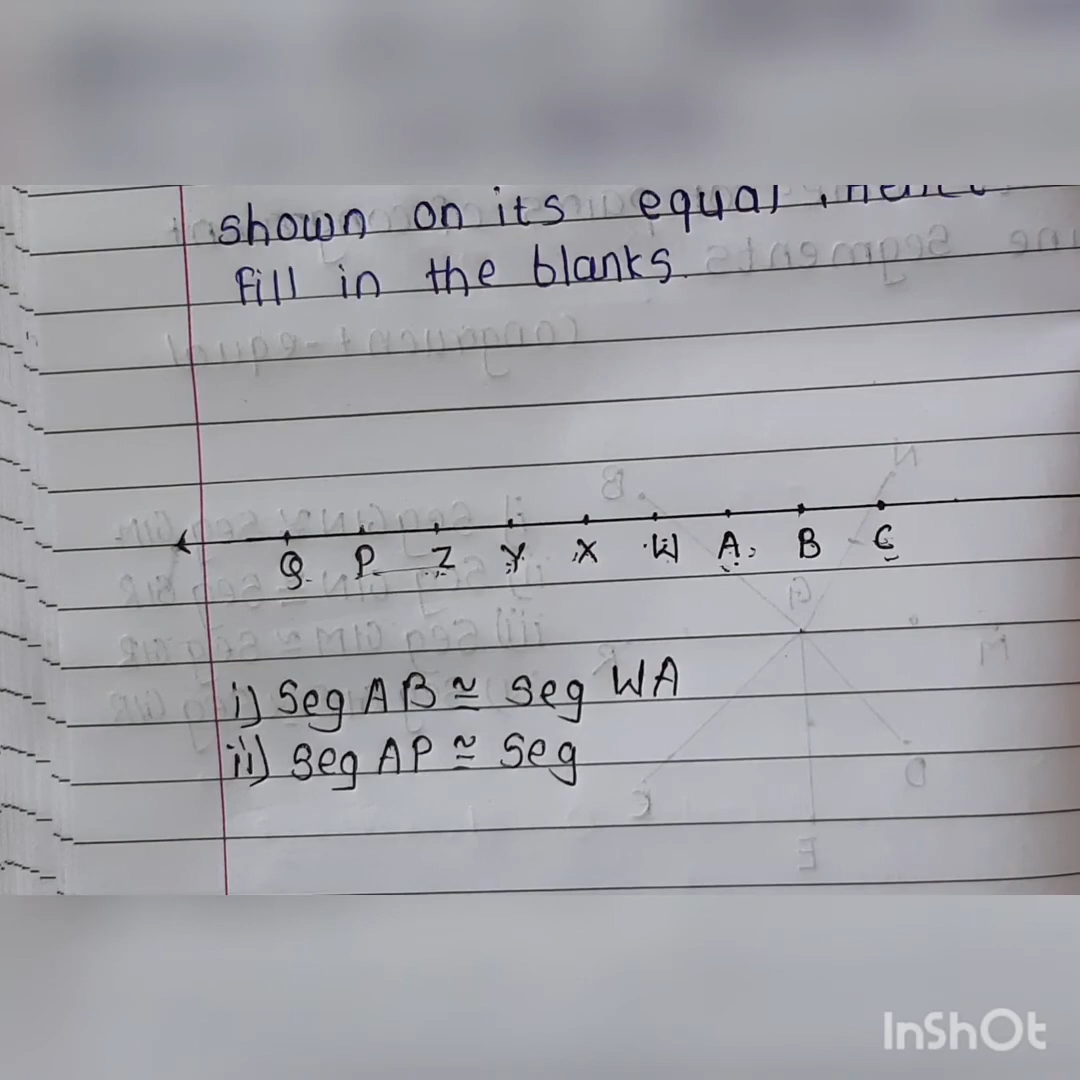 shown on its equal
fill in the blanks.
Q P Z Y X W A B C
i) Seg AB ≅ seg WA
ii) seg AP ≅ seg
InShOt